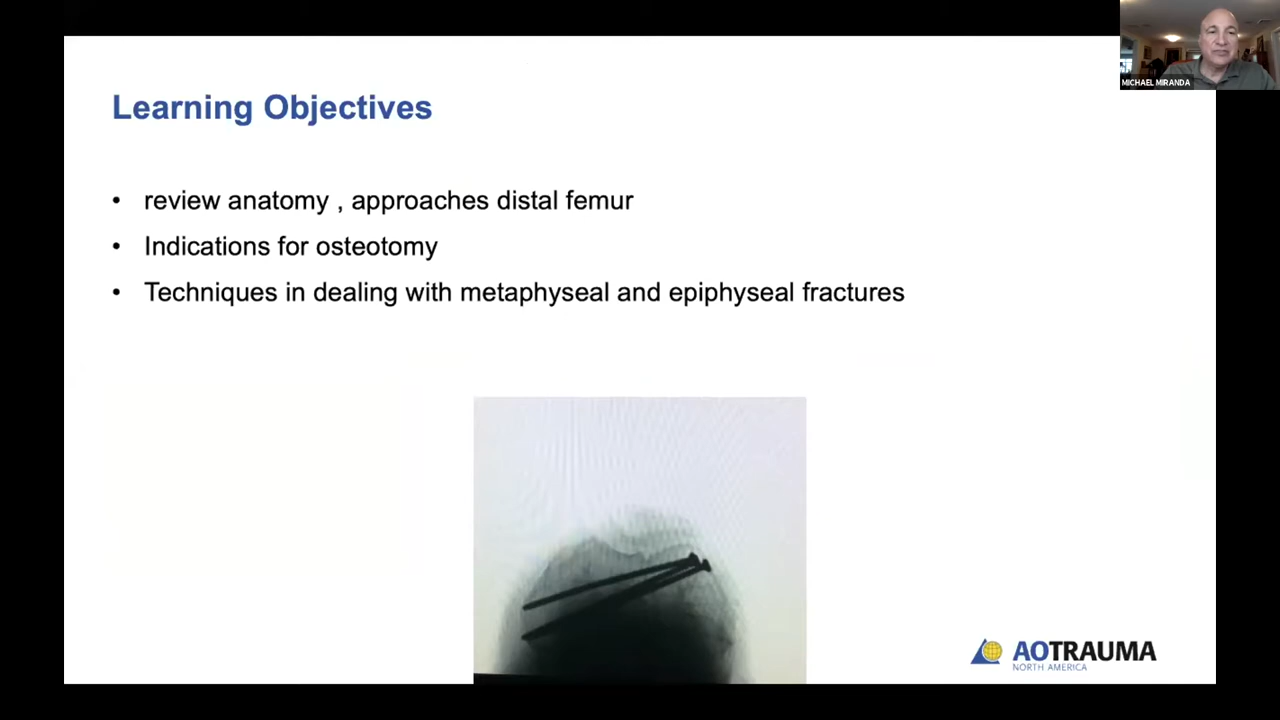 MICHAEL MIRANDA
Learning Objectives
• review anatomy , approaches distal femur
• Indications for osteotomy
• Techniques in dealing with metaphyseal and epiphyseal fractures
AOTRAUMA
NORTH AMERICA